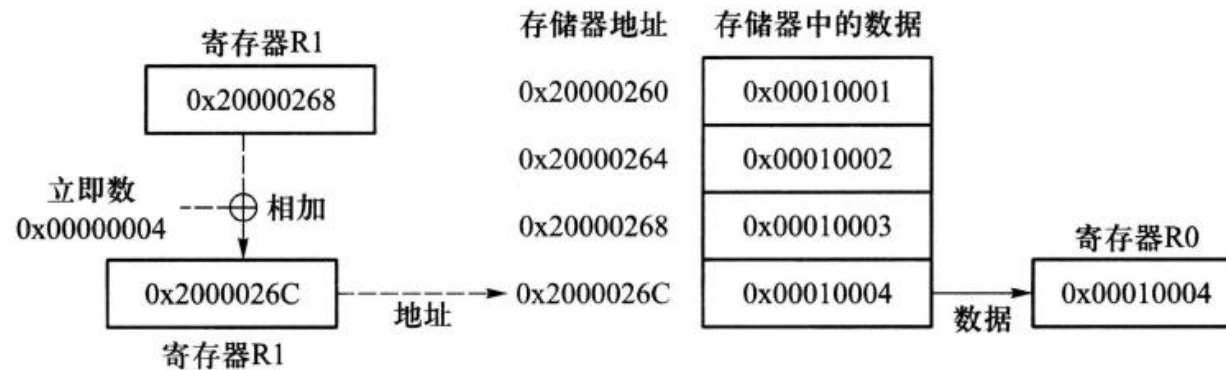 存储器地址 存储器中的数据
寄存器R1
0x20000268
0x20000260 0x00010001
0x20000264 0x00010002
立即数
0x00000004
相加
0x20000268 0x00010003
寄存器R0
0x2000026C
地址
0x2000026C 0x00010004
数据
0x00010004
寄存器R1